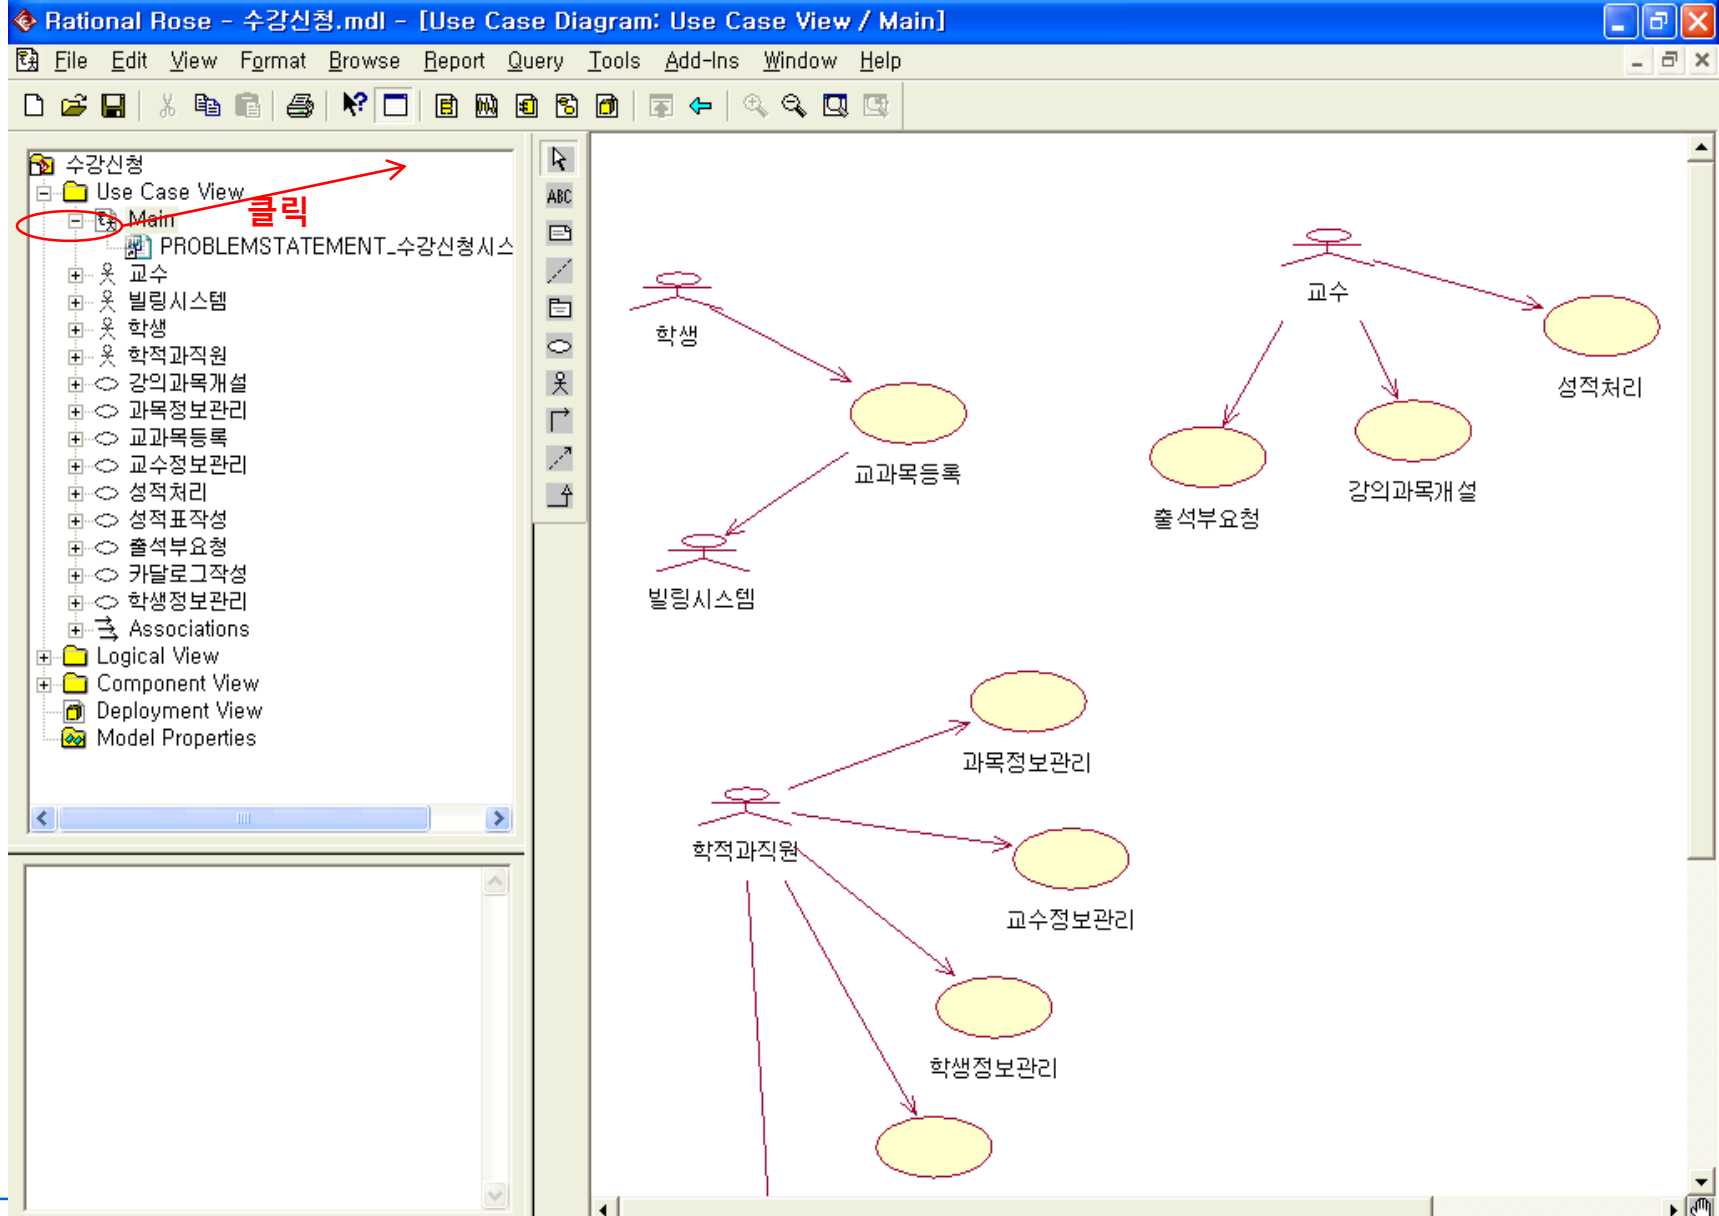 Rational Rose - 수강신청.mdl - [Use Case Diagram: Use Case View / Main]
File Edit View Format Browse Report Query Tools Add-Ins Window Help
수강신청
Use Case View
클릭
Main
PROBLEMSTATEMENT_수강신청시스
교수
빌링시스템
학생
학적과직원
강의과목개설
과목정보관리
교과목등록
교수정보관리
성적처리
성적표작성
출석부요청
카달로그작성
학생정보관리
Associations
Logical View
Component View
Deployment View
Model Properties
ABC
학생
교수
성적처리
교과목등록
강의과목개설
출석부요청
빌링시스템
과목정보관리
학적과직원
교수정보관리
학생정보관리